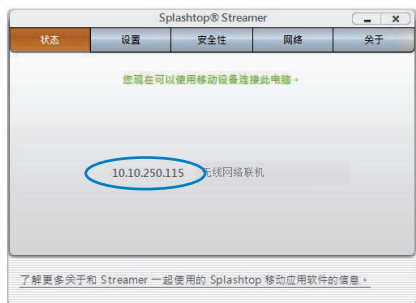 Splashtop® Streamer
状态 设置 安全性 网络 关于
您现在可以使用移动设备连接此电脑。
10.10.250.115 无线网络联机
了解更多关于和 Streamer 一起使用的 Splashtop 移动应用软件的信息。